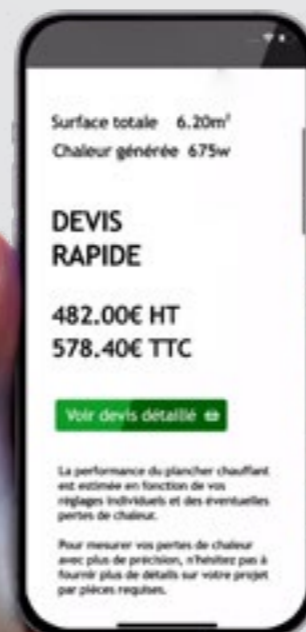 Surface totale 6.20m²
Chaleur générée 675w
DEVIS
RAPIDE
482.00€ HT
578.40€ TTC
Voir devis détaillé
La performance du plancher chauffant
est estimée en fonction de vos
réglages individuels et des éventuelles
pertes de chaleur.
Pour mesurer vos pertes de chaleur
avec plus de précision, n'hésitez pas à
fournir plus de détails sur votre projet
par pièces requises.